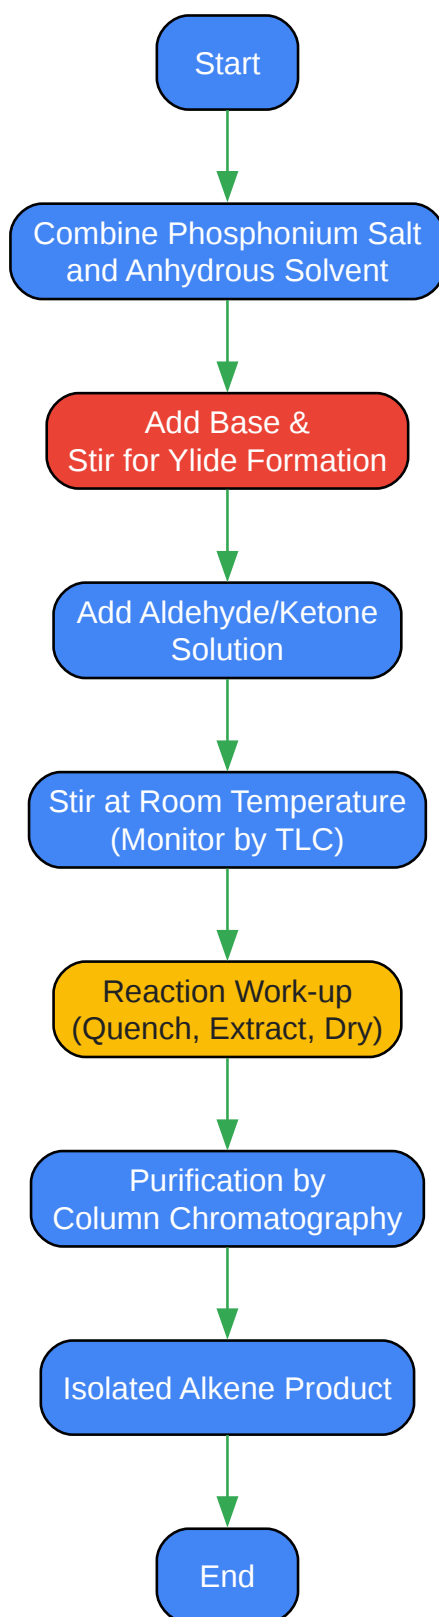 Start
Combine Phosphonium Salt
and Anhydrous Solvent
Add Base &
Stir for Ylide Formation
Add Aldehyde/Ketone
Solution
Stir at Room Temperature
(Monitor by TLC)
Reaction Work-up
(Quench, Extract, Dry)
Purification by
Column Chromatography
Isolated Alkene Product
End